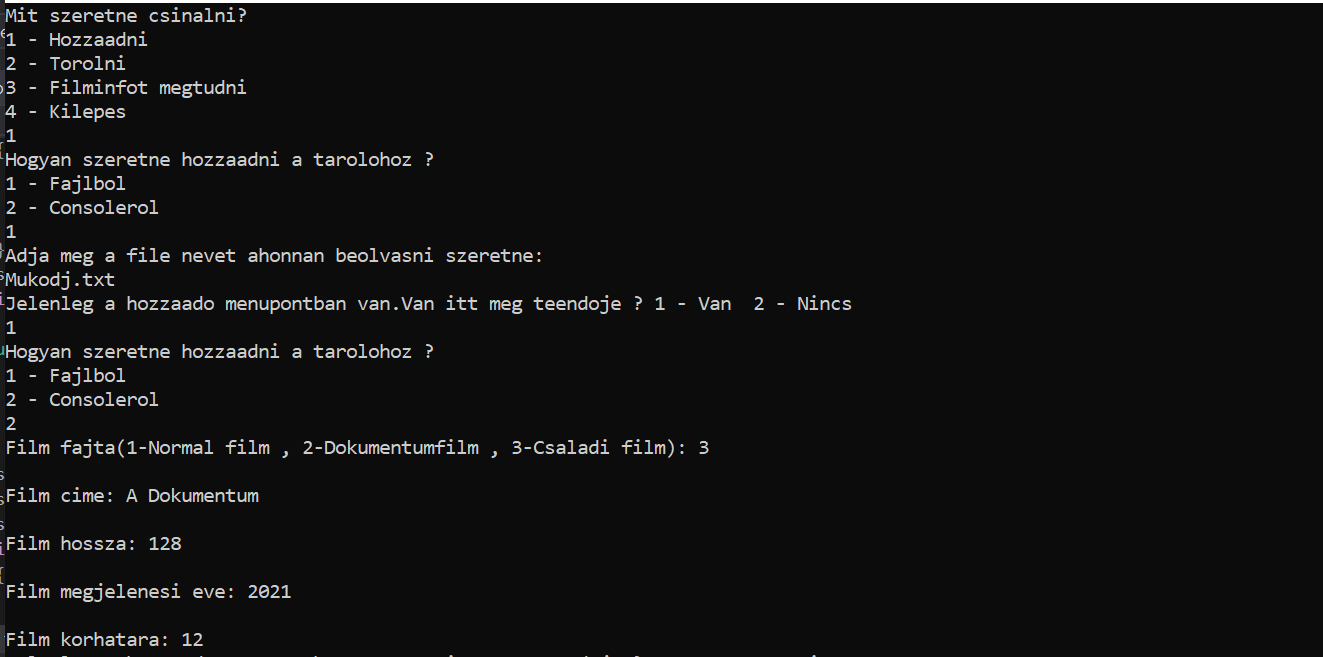 Mit szeretne csinalni?
1 - Hozzaadni
2 - Torolni
3 - Filminfot megtudni
4 - Kilepes
1
Hogyan szeretne hozzaadni a tarolohoz ?
1 - Fajlbol
2 - Consolerol
1
Adja meg a file nevet ahonnan beolvasni szeretne:
Mukodj.txt
Jelenleg a hozzaado menupontban van.Van itt meg teendoje ? 1 - Van  2 - Nincs
1
Hogyan szeretne hozzaadni a tarolohoz ?
1 - Fajlbol
2 - Consolerol
2
Film fajta(1-Normal film , 2-Dokumentumfilm , 3-Csaladi film): 3
Film cime: A Dokumentum
Film hossza: 128
Film megjelenesi eve: 2021
Film korhatara: 12